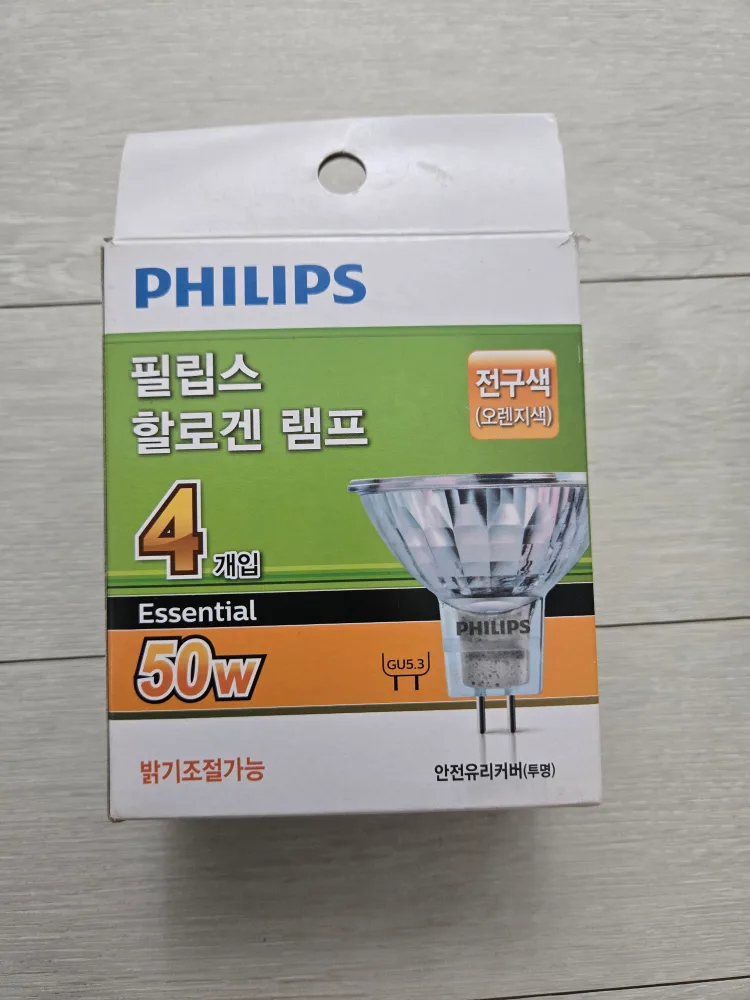 PHILIPS
필립스
할로겐 램프
전구색
(오렌지색)
4개입
Essential
50w
GU5.3
PHILIPS
밝기조절가능
안전유리커버(투명)